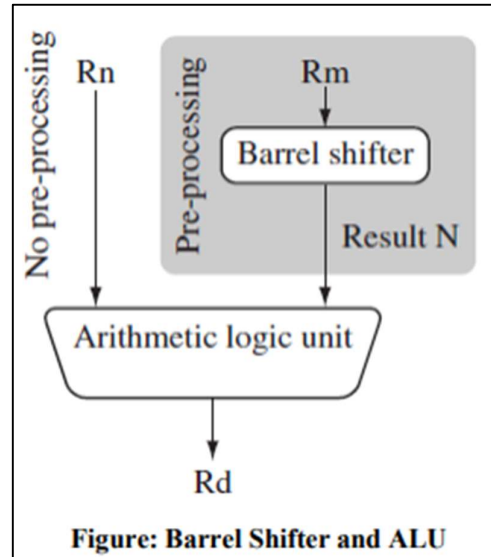 No pre-processing
Rn
Pre-processing
Rm
Barrel shifter
Result N
Arithmetic logic unit
Rd
Figure: Barrel Shifter and ALU